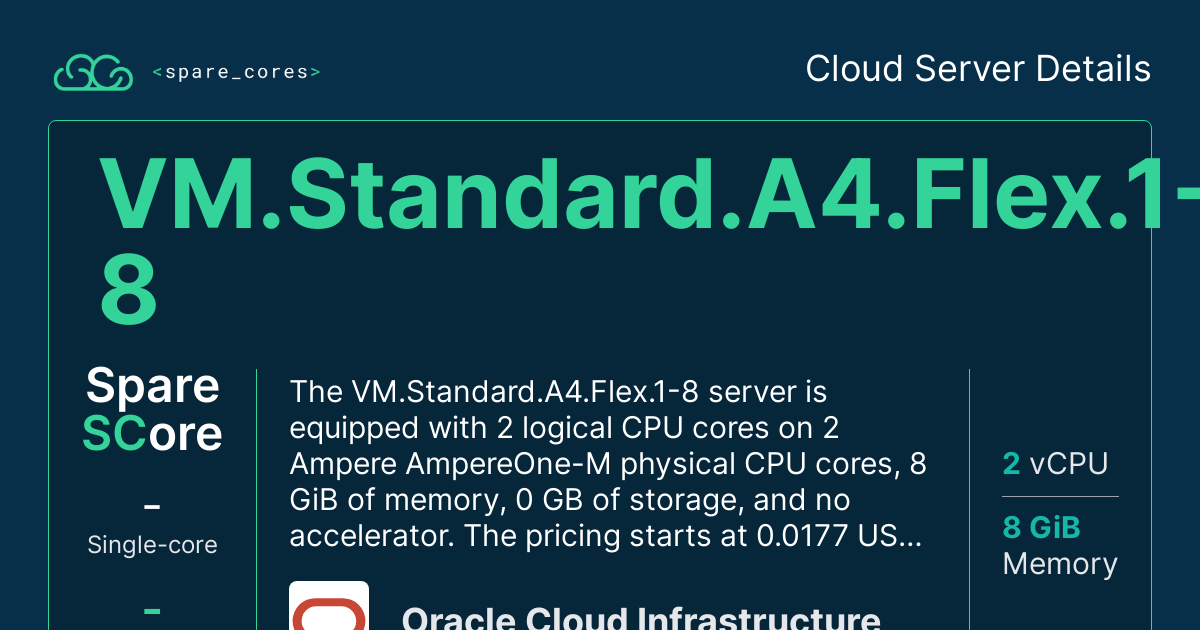 <spare_cores>
Cloud Server Details
VM.Standard.A4.Flex.1-
8
Spare
SCore
–
Single-core
–
The VM.Standard.A4.Flex.1-8 server is
equipped with 2 logical CPU cores on 2
Ampere AmpereOne-M physical CPU cores, 8
GiB of memory, 0 GB of storage, and no
accelerator. The pricing starts at 0.0177 US...
Oracle Cloud Infrastructure
2 vCPU
8 GiB
Memory